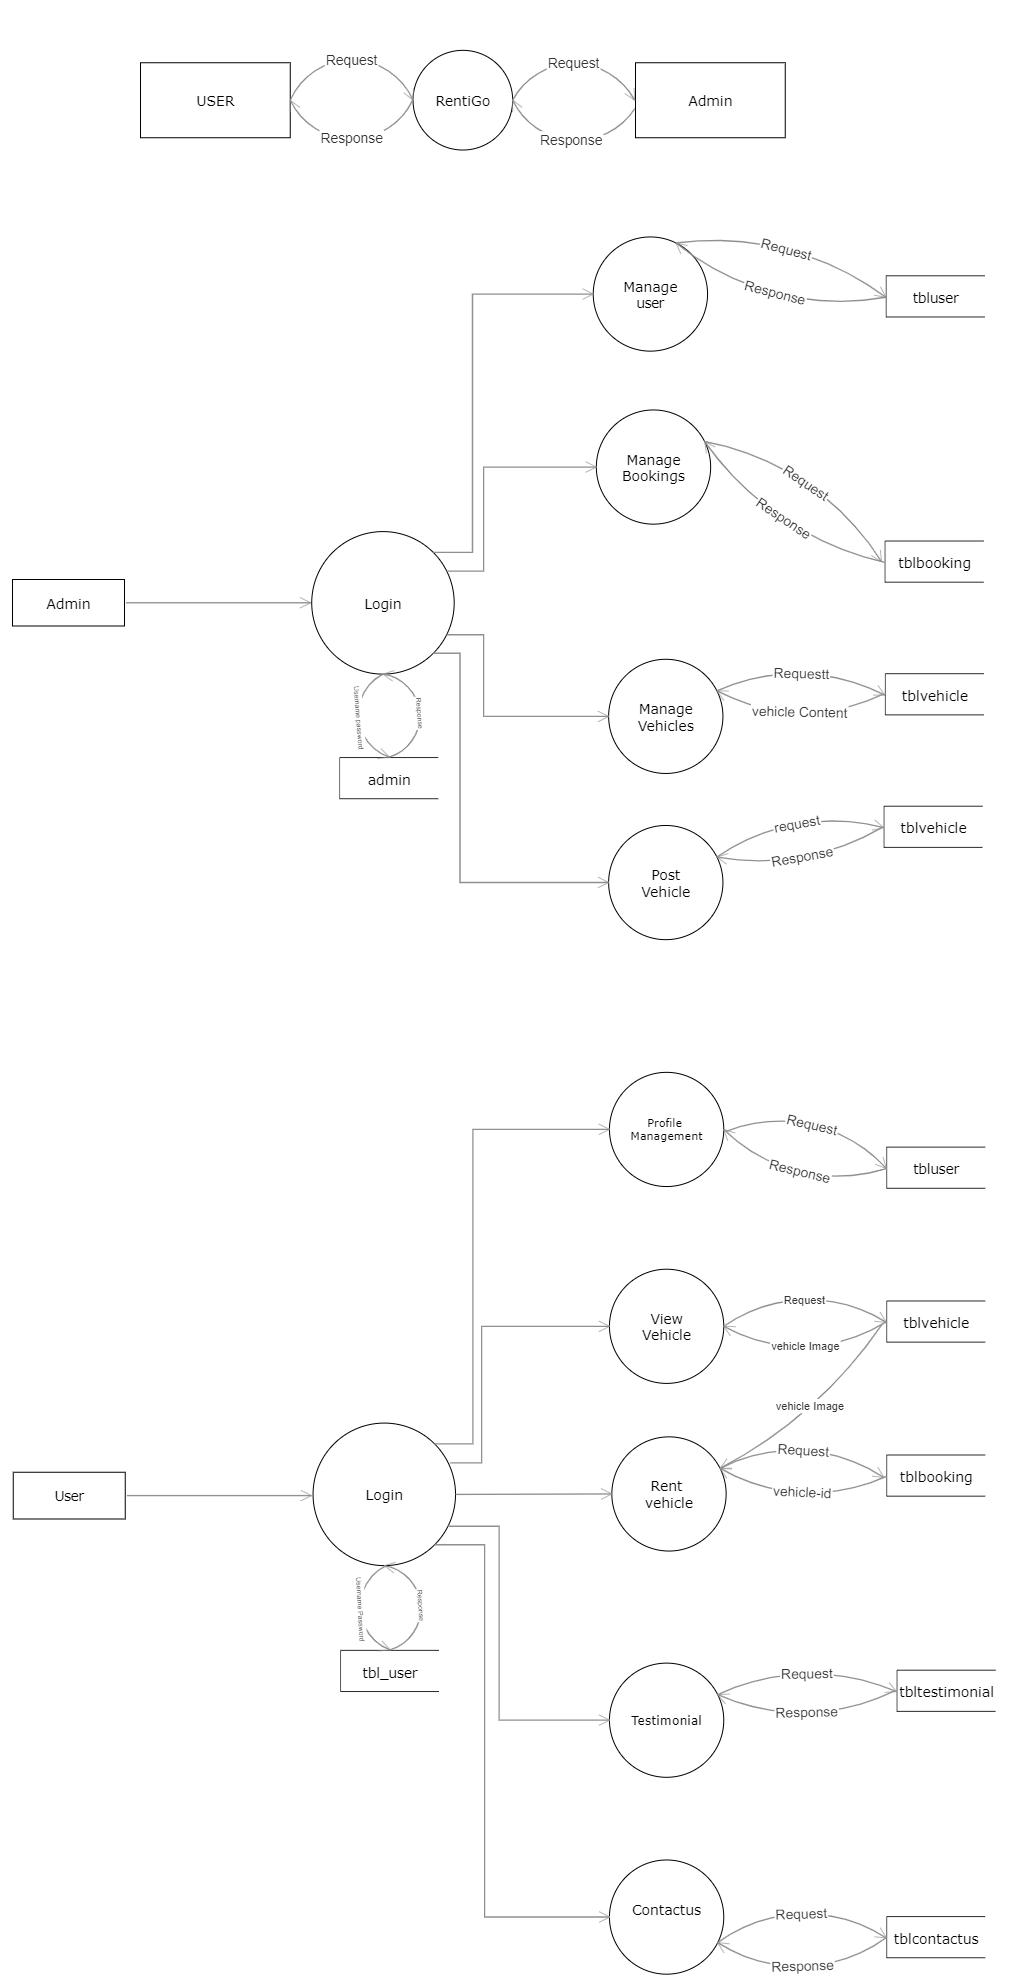 Request
Request
USER
RentiGo
Admin
Response
Response
Request
Manage
user
Response
tbluser
Manage
Bookings
Request
Response
tblbooking
Admin
Login
Username password
Response
admin
Manage
Vehicles
Requestt
vehicle Content
tblvehicle
Post
Vehicle
request
Response
tblvehicle
Profile
Management
Request
Response
tbluser
View
Vehicle
Request
vehicle Image
tblvehicle
vehicle Image
User
Login
Rent
vehicle
Request
vehicle-id
tblbooking
Username Password
Response
tbl_user
Testimonial
Request
Response
tbltestimonial
Contactus
Request
Response
tblcontactus